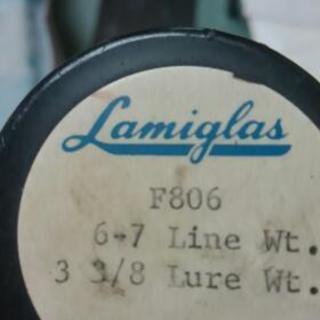 Lamiglas
F806
6-7 Line Wt.
3 3/8 Lure Wt.